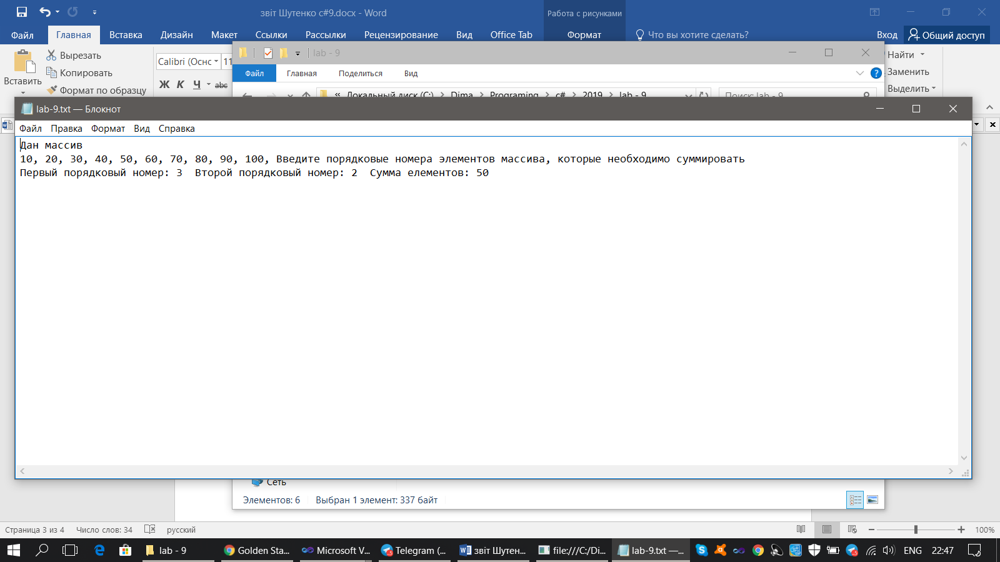 звіт Шутенко c#9.docx - Word
Работа с рисунками
Файл Главная Вставка Дизайн Макет Ссылки Рассылки Рецензирование Вид Office Tab Формат Что вы хотите сделать? Вход Общий доступ
Вставить
Вырезать
Копировать
Формат по образцу
Calibri (Оснс 11
Ж К Ч abc
Найти
Заменить
Выделить
lab - 9
Файл Главная Поделиться Вид
« Локальный диск (C:) Dima Programing c# 2019 lab - 9 Поиск: lab - 9
lab-9.txt — Блокнот
Файл Правка Формат Вид Справка
Дан массив
10, 20, 30, 40, 50, 60, 70, 80, 90, 100, Введите порядковые номера элементов массива, которые необходимо суммировать
Первый порядковый номер: 3 Второй порядковый номер: 2 Сумма елементов: 50
Сеть
Элементов: 6 Выбран 1 элемент: 337 байт
Страница 3 из 4 Число слов: 34 русский 100%
lab - 9 Golden Sta... Microsoft V... Telegram (... звіт Шутен... file:///C:/Di... lab-9.txt —... ENG 22:47